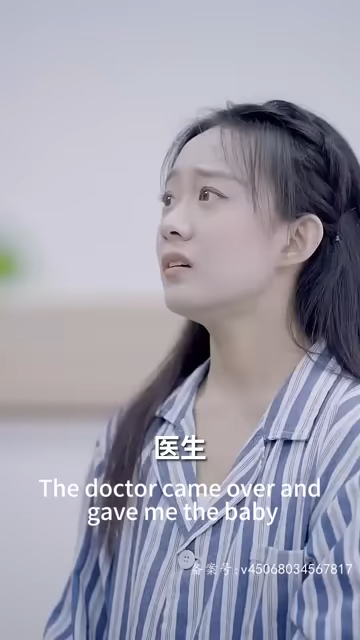 医生
The doctor came over and
gave me the baby
备案号:v45068034567817